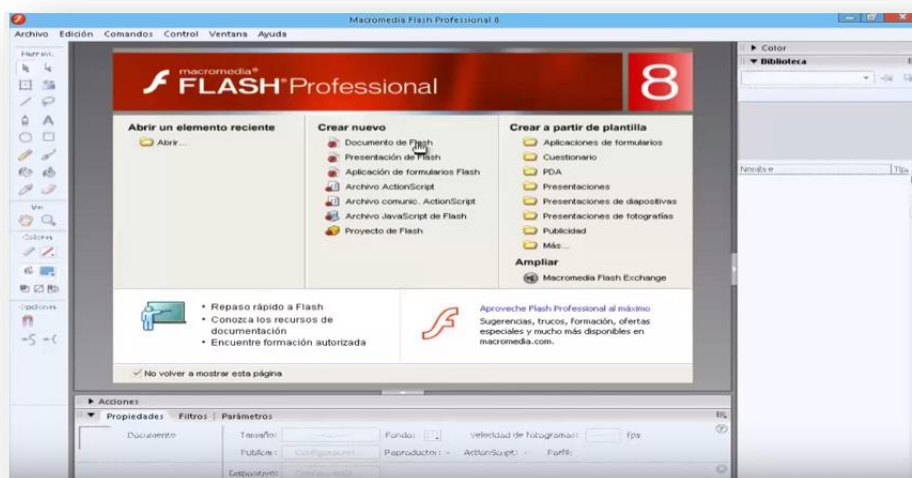 Macromedia Flash Professional 8
Archivo Edición Comandos Control Ventana Ayuda
macromedia®
FLASH® Professional 8
Abrir un elemento reciente
Abrir...
Crear nuevo
Documento de Flash
Presentación de Flash
Aplicación de formularios Flash
Archivo ActionScript
Archivo comunic. ActionScript
Archivo JavaScript de Flash
Proyecto de Flash
Crear a partir de plantilla
Aplicaciones de formularios
Cuestionario
PDA
Presentaciones
Presentaciones de diapositivas
Presentaciones de fotografías
Publicidad
Más...
Ampliar
Macromedia Flash Exchange
• Repaso rápido a Flash
• Conozca los recursos de
documentación
• Encuentre formación autorizada
Aproveche Flash Professional al máximo
Sugerencias, trucos, formación, ofertas
especiales y mucho más disponibles en
macromedia.com.
No volver a mostrar esta página
Color
Biblioteca
Nombre
Ver
Colores
Opciones
Acciones
Propiedades Filtros Parámetros
Documento Tamaño: Fondo: Velocidad de fotogramas: fps
Publicar: Reproductor: ActionScript: Perfil:
Dispositivo: